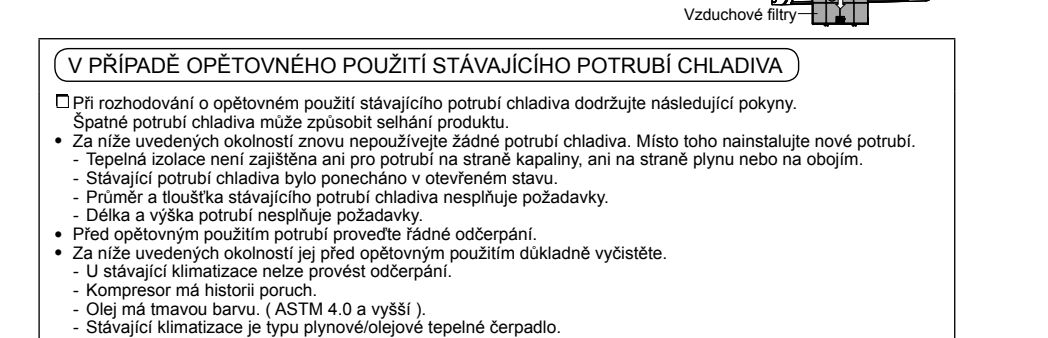 Vzduchové filtry
V PŘÍPADĚ OPĚTOVNÉHO POUŽITÍ STÁVAJÍCÍHO POTRUBÍ CHLADIVA
Při rozhodování o opětovném použití stávajícího potrubí chladiva dodržujte následující pokyny.
Špatné potrubí chladiva může způsobit selhání produktu.
• Za níže uvedených okolností znovu nepoužívejte žádné potrubí chladiva. Místo toho nainstalujte nové potrubí.
- Tepelná izolace není zajištěna ani pro potrubí na straně kapaliny, ani na straně plynu nebo na obojím.
- Stávající potrubí chladiva bylo ponecháno v otevřeném stavu.
- Průměr a tloušťka stávajícího potrubí chladiva nesplňuje požadavky.
- Délka a výška potrubí nesplňuje požadavky.
• Před opětovným použitím potrubí proveďte řádné odčerpání.
• Za níže uvedených okolností jej před opětovným použitím důkladně vyčistěte.
- U stávající klimatizace nelze provést odčerpání.
- Kompresor má historii poruch.
- Olej má tmavou barvu. ( ASTM 4.0 a vyšší ).
- Stávající klimatizace je typu plynové/olejové tepelné čerpadlo.